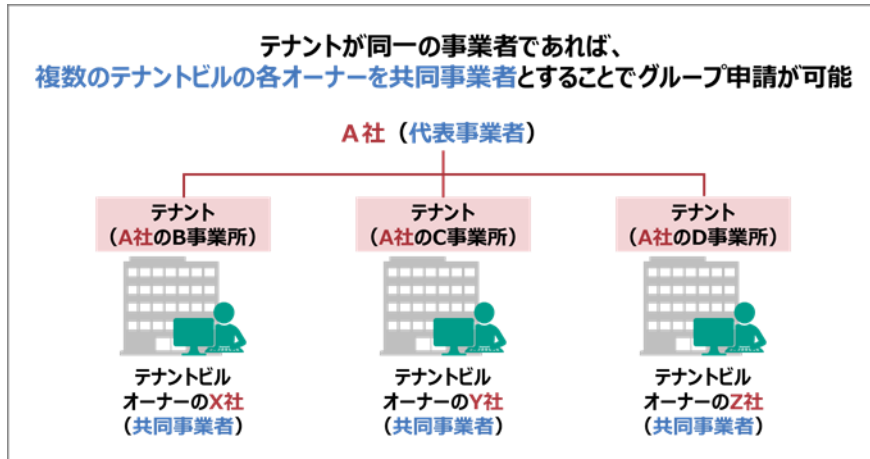 テナントが同一の事業者であれば、
複数のテナントビルの各オーナーを共同事業者とすることでグループ申請が可能
A社（代表事業者）
テナント
（A社のB事業所）
テナント
（A社のC事業所）
テナント
（A社のD事業所）
テナントビル
オーナーのX社
（共同事業者）
テナントビル
オーナーのY社
（共同事業者）
テナントビル
オーナーのZ社
（共同事業者）